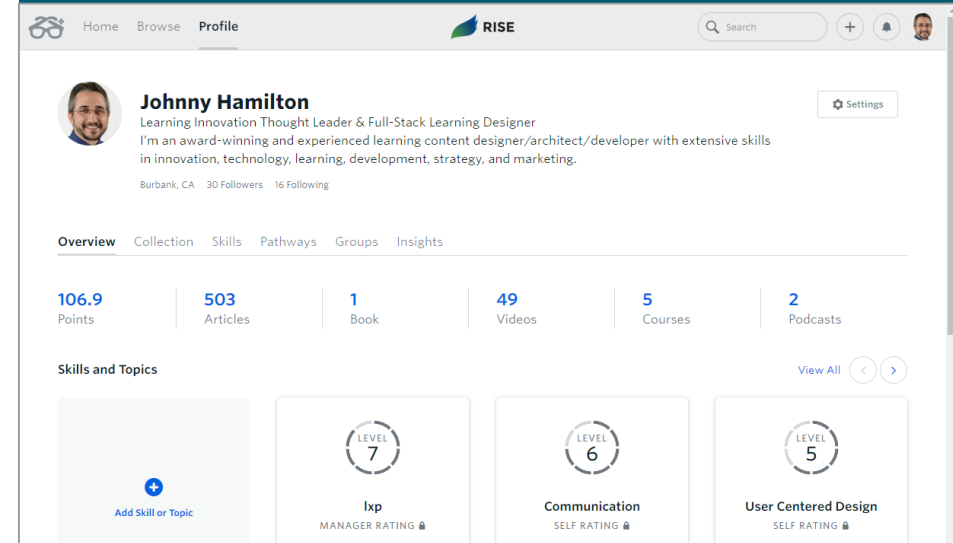 Home Browse Profile RISE Search
Johnny Hamilton
Settings
Learning Innovation Thought Leader & Full-Stack Learning Designer
I'm an award-winning and experienced learning content designer/architect/developer with extensive skills
in innovation, technology, learning, development, strategy, and marketing.
Burbank, CA 30 Followers 16 Following
Overview Collection Skills Pathways Groups Insights
106.9 503 1 49 5 2
Points Articles Book Videos Courses Podcasts
Skills and Topics View All
LEVEL LEVEL LEVEL
7 6 5
Add Skill or Topic lxp Communication User Centered Design
MANAGER RATING SELF RATING SELF RATING